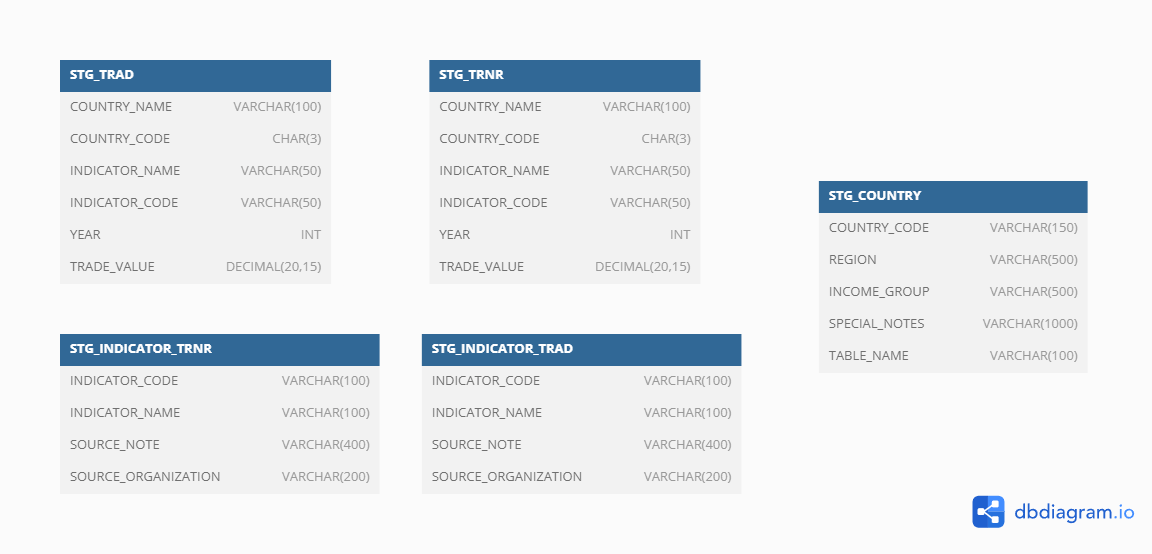 STG_TRAD
COUNTRY_NAME VARCHAR(100)
COUNTRY_CODE CHAR(3)
INDICATOR_NAME VARCHAR(50)
INDICATOR_CODE VARCHAR(50)
YEAR INT
TRADE_VALUE DECIMAL(20,15)
STG_TRNR
COUNTRY_NAME VARCHAR(100)
COUNTRY_CODE CHAR(3)
INDICATOR_NAME VARCHAR(50)
INDICATOR_CODE VARCHAR(50)
YEAR INT
TRADE_VALUE DECIMAL(20,15)
STG_COUNTRY
COUNTRY_CODE VARCHAR(150)
REGION VARCHAR(500)
INCOME_GROUP VARCHAR(500)
SPECIAL_NOTES VARCHAR(1000)
TABLE_NAME VARCHAR(100)
STG_INDICATOR_TRNR
INDICATOR_CODE VARCHAR(100)
INDICATOR_NAME VARCHAR(100)
SOURCE_NOTE VARCHAR(400)
SOURCE_ORGANIZATION VARCHAR(200)
STG_INDICATOR_TRAD
INDICATOR_CODE VARCHAR(100)
INDICATOR_NAME VARCHAR(100)
SOURCE_NOTE VARCHAR(400)
SOURCE_ORGANIZATION VARCHAR(200)
dbdiagram.io